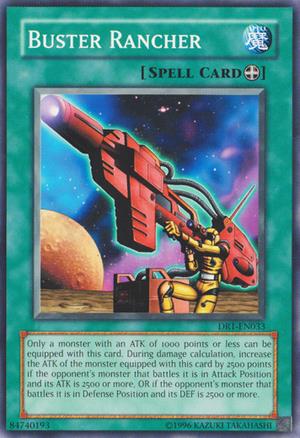 BUSTER RANCHER
[SPELL CARD]
DR1-EN033
Only a monster with an ATK of 1000 points or less can be
equipped with this card. During damage calculation, increase
the ATK of the monster equipped with this card by 2500 points
if the opponent's monster that battles it is in Attack Position
and its ATK is 2500 or more, OR if the opponent's monster that
battles it is in Defense Position and its DEF is 2500 or more.
84740193
©1996 KAZUKI TAKAHASHI